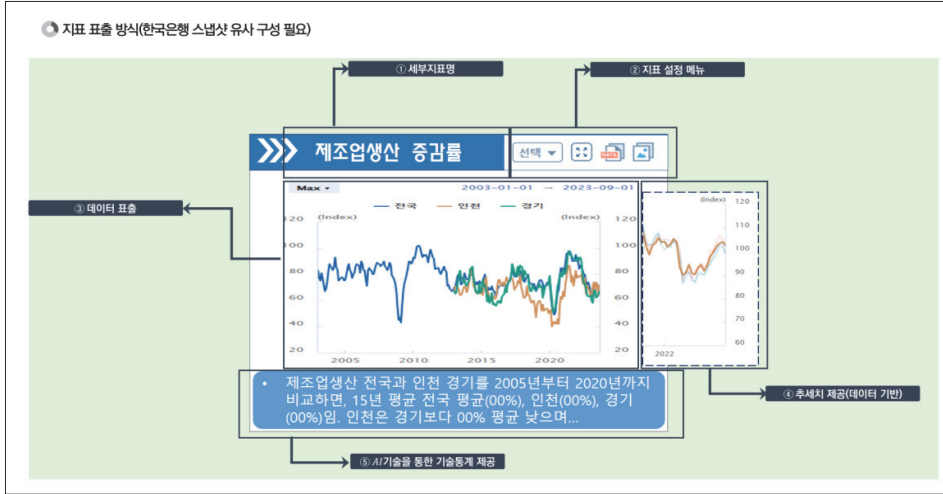 지표 표출 방식(한국은행 스냅샷 유사 구성 필요)
① 세부지표명
② 지표 설정 메뉴
제조업생산 증감률
선택
DATA
③ 데이터 표출
Max
2003-01-01 → 2023-09-01
전국 인천 경기
120 (Index) (Index) 120
100 100
80 80
60 60
40 40
20 20
2005 2010 2015 2020
(Index) 120
110
100
90
80
70
60
2022
④ 추세치 제공(데이터 기반)
• 제조업생산 전국과 인천 경기를 2005년부터 2020년까지
비교하면, 15년 평균 전국 평균(00%), 인천(00%), 경기
(00%)임. 인천은 경기보다 00% 평균 낮으며...
⑤ AI기술을 통한 기술통계 제공